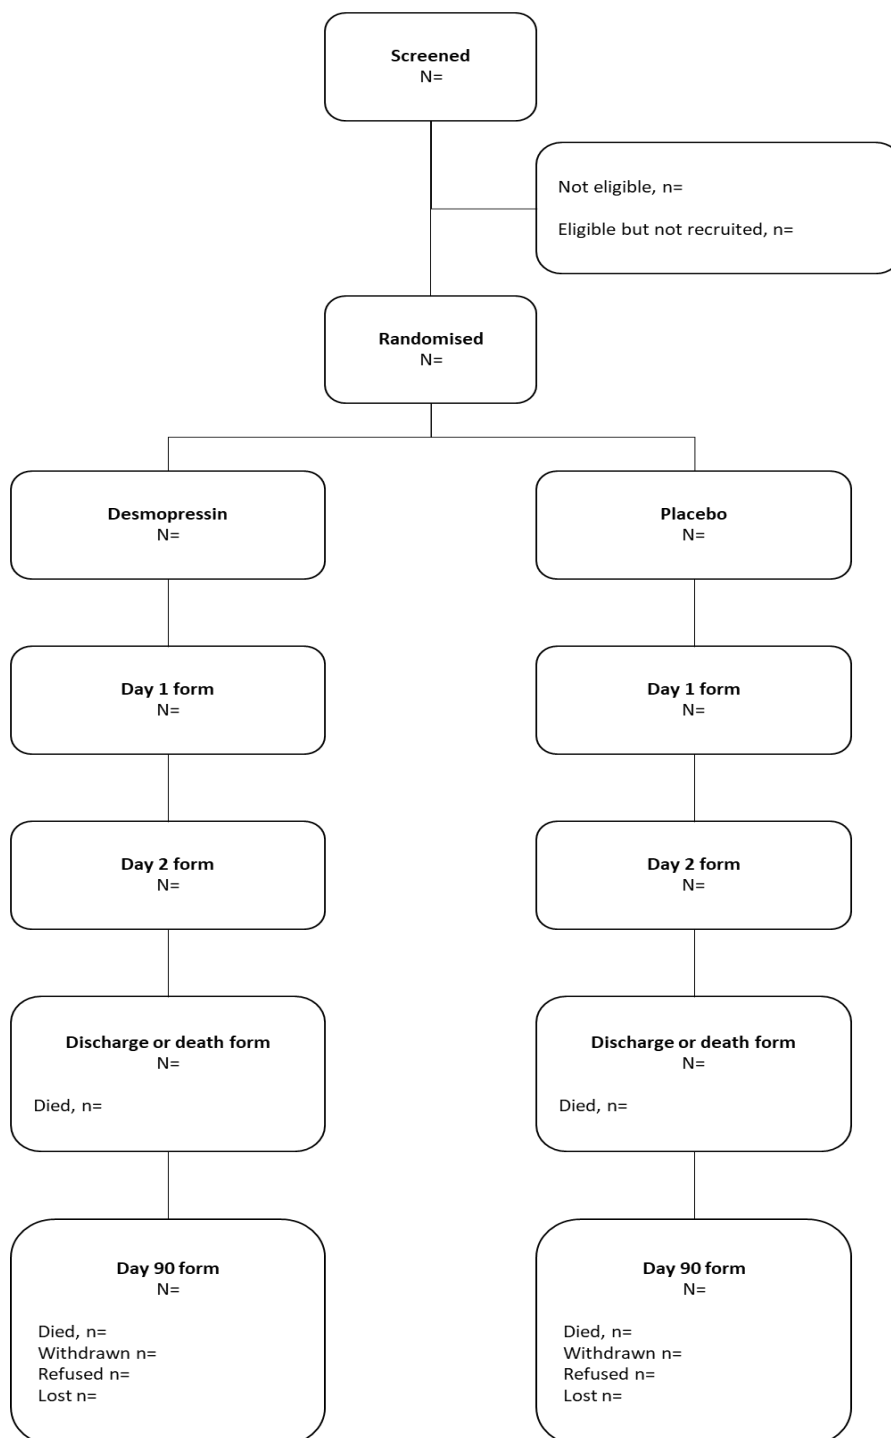 Screened
N=
Not eligible, n=
Eligible but not recruited, n=
Randomised
N=
Desmopressin
N=
Placebo
N=
Day 1 form
N=
Day 1 form
N=
Day 2 form
N=
Day 2 form
N=
Discharge or death form
N=
Died, n=
Discharge or death form
N=
Died, n=
Day 90 form
N=
Died, n=
Withdrawn n=
Refused n=
Lost n=
Day 90 form
N=
Died, n=
Withdrawn n=
Refused n=
Lost n=